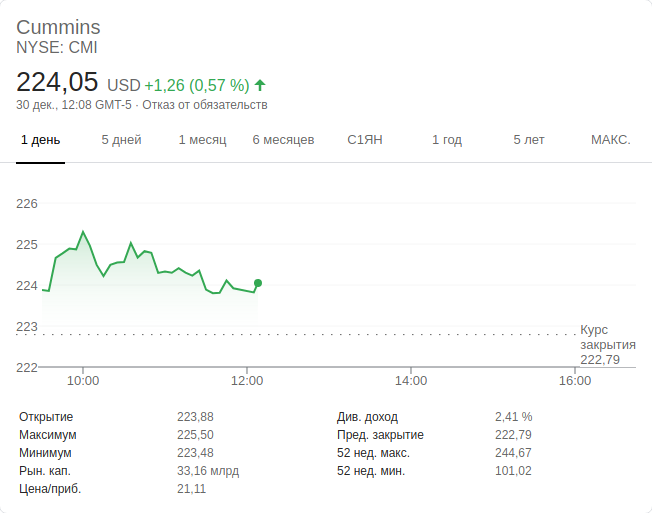 Cummins
NYSE: CMI
224,05 USD +1,26 (0,57 %)
30 дек., 12:08 GMT-5 · Отказ от обязательств
1 день 5 дней 1 месяц 6 месяцев С1ЯН 1 год 5 лет МАКС.
226
225
224
223
222
Курс
закрытия
222,79
10:00 12:00 14:00 16:00
Открытие 223,88
Максимум 225,50
Минимум 223,48
Рын. кап. 33,16 млрд
Цена/приб. 21,11
Див. доход 2,41 %
Пред. закрытие 222,79
52 нед. макс. 244,67
52 нед. мин. 101,02